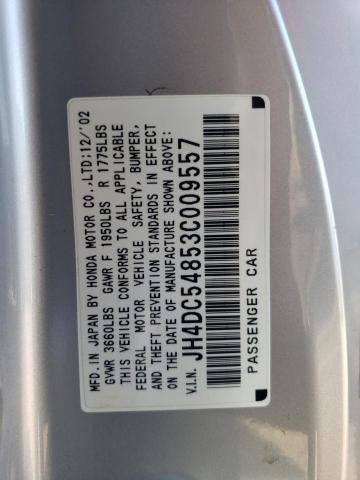 MFD. IN JAPAN BY HONDA MOTOR CO.,LTD:12/'02
GVWR 3660LBS GAWR F 1950LBS R 1775LBS
THIS VEHICLE CONFORMS TO ALL APPLICABLE
FEDERAL MOTOR VEHICLE SAFETY, BUMPER,
AND THEFT PREVENTION STANDARDS IN EFFECT
ON THE DATE OF MANUFACTURE SHOWN ABOVE:
V.I.N. JH4DC54853C009557
PASSENGER CAR